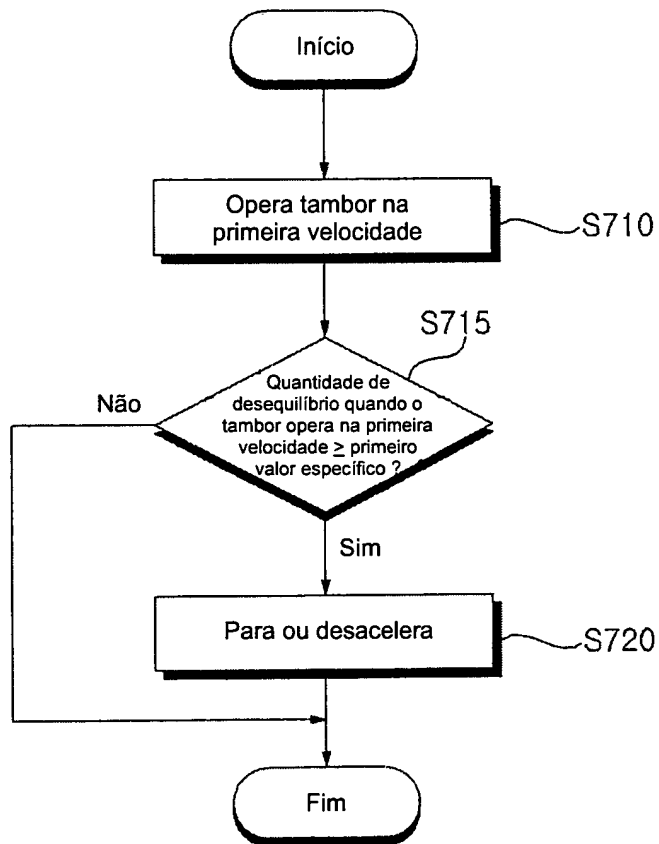 Início
Opera tambor na
primeira velocidade
S710
S715
Quantidade de
desequilíbrio quando o
tambor opera na primeira
velocidade ≥ primeiro
valor específico ?
Não
Sim
Para ou desacelera
S720
Fim